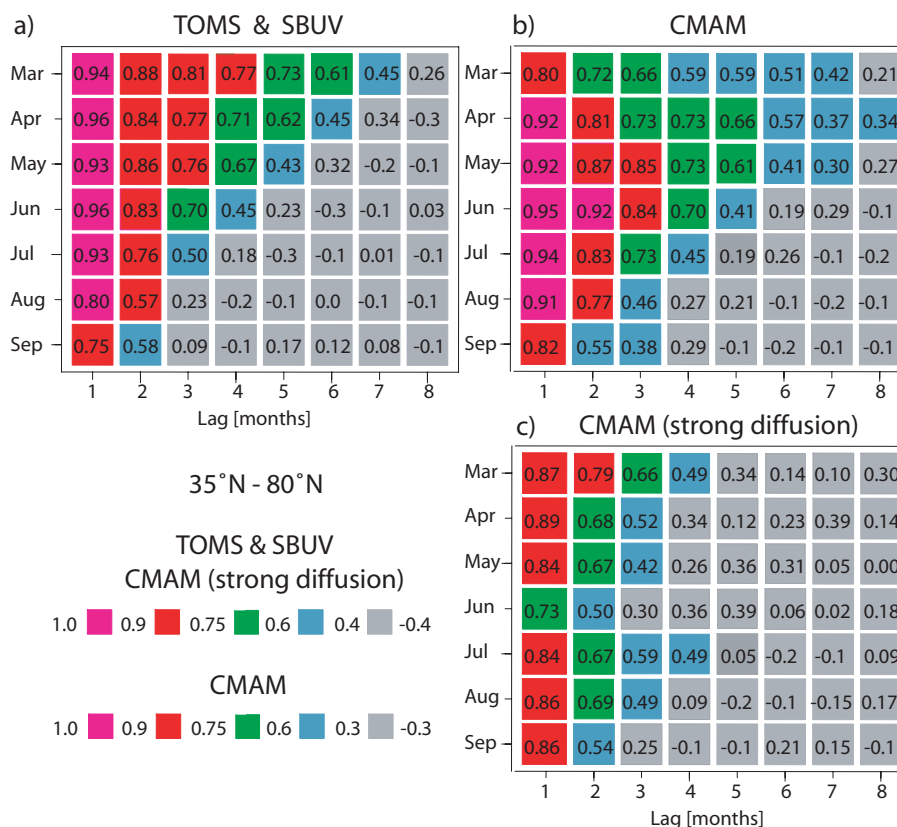 a) TOMS & SBUV
Mar 0.94 0.88 0.81 0.77 0.73 0.61 0.45 0.26
Apr 0.96 0.84 0.77 0.71 0.62 0.45 0.34 -0.3
May 0.93 0.86 0.76 0.67 0.43 0.32 -0.2 -0.1
Jun 0.96 0.83 0.70 0.45 0.23 -0.3 -0.1 0.03
Jul 0.93 0.76 0.50 0.18 -0.3 -0.1 0.01 -0.1
Aug 0.80 0.57 0.23 -0.2 -0.1 0.0 -0.1 -0.1
Sep 0.75 0.58 0.09 -0.1 0.17 0.12 0.08 -0.1
1 2 3 4 5 6 7 8
Lag [months]
b) CMAM
Mar 0.80 0.72 0.66 0.59 0.59 0.51 0.42 0.21
Apr 0.92 0.81 0.73 0.73 0.66 0.57 0.37 0.34
May 0.92 0.87 0.85 0.73 0.61 0.41 0.30 0.27
Jun 0.95 0.92 0.84 0.70 0.41 0.19 0.29 -0.1
Jul 0.94 0.83 0.73 0.45 0.19 0.26 -0.1 -0.2
Aug 0.91 0.77 0.46 0.27 0.21 -0.1 -0.2 -0.1
Sep 0.82 0.55 0.38 0.29 -0.1 -0.2 -0.1 -0.1
1 2 3 4 5 6 7 8
c) CMAM (strong diffusion)
Mar 0.87 0.79 0.66 0.49 0.34 0.14 0.10 0.30
Apr 0.89 0.68 0.52 0.34 0.12 0.23 0.39 0.14
May 0.84 0.67 0.42 0.26 0.36 0.31 0.05 0.00
Jun 0.73 0.50 0.30 0.36 0.39 0.06 0.02 0.18
Jul 0.84 0.67 0.59 0.49 0.05 -0.2 -0.1 0.09
Aug 0.86 0.69 0.49 0.09 -0.2 -0.1 -0.15 0.17
Sep 0.86 0.54 0.25 -0.1 -0.1 0.21 0.15 -0.1
1 2 3 4 5 6 7 8
Lag [months]
35°N - 80°N
TOMS & SBUV
CMAM (strong diffusion)
1.0 0.9 0.75 0.6 0.4 -0.4
CMAM
1.0 0.9 0.75 0.6 0.3 -0.3